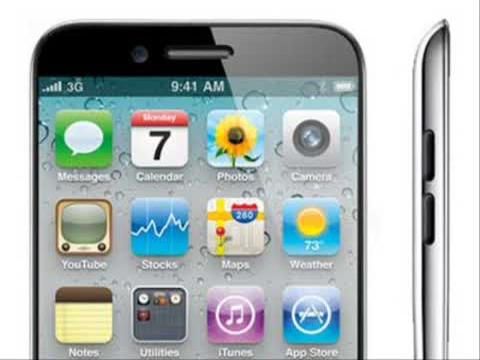 3G 9:41 AM
Monday
7
280
73°
Messages Calendar Photos Camera
YouTube Stocks Maps Weather
Notes Utilities iTunes App Store